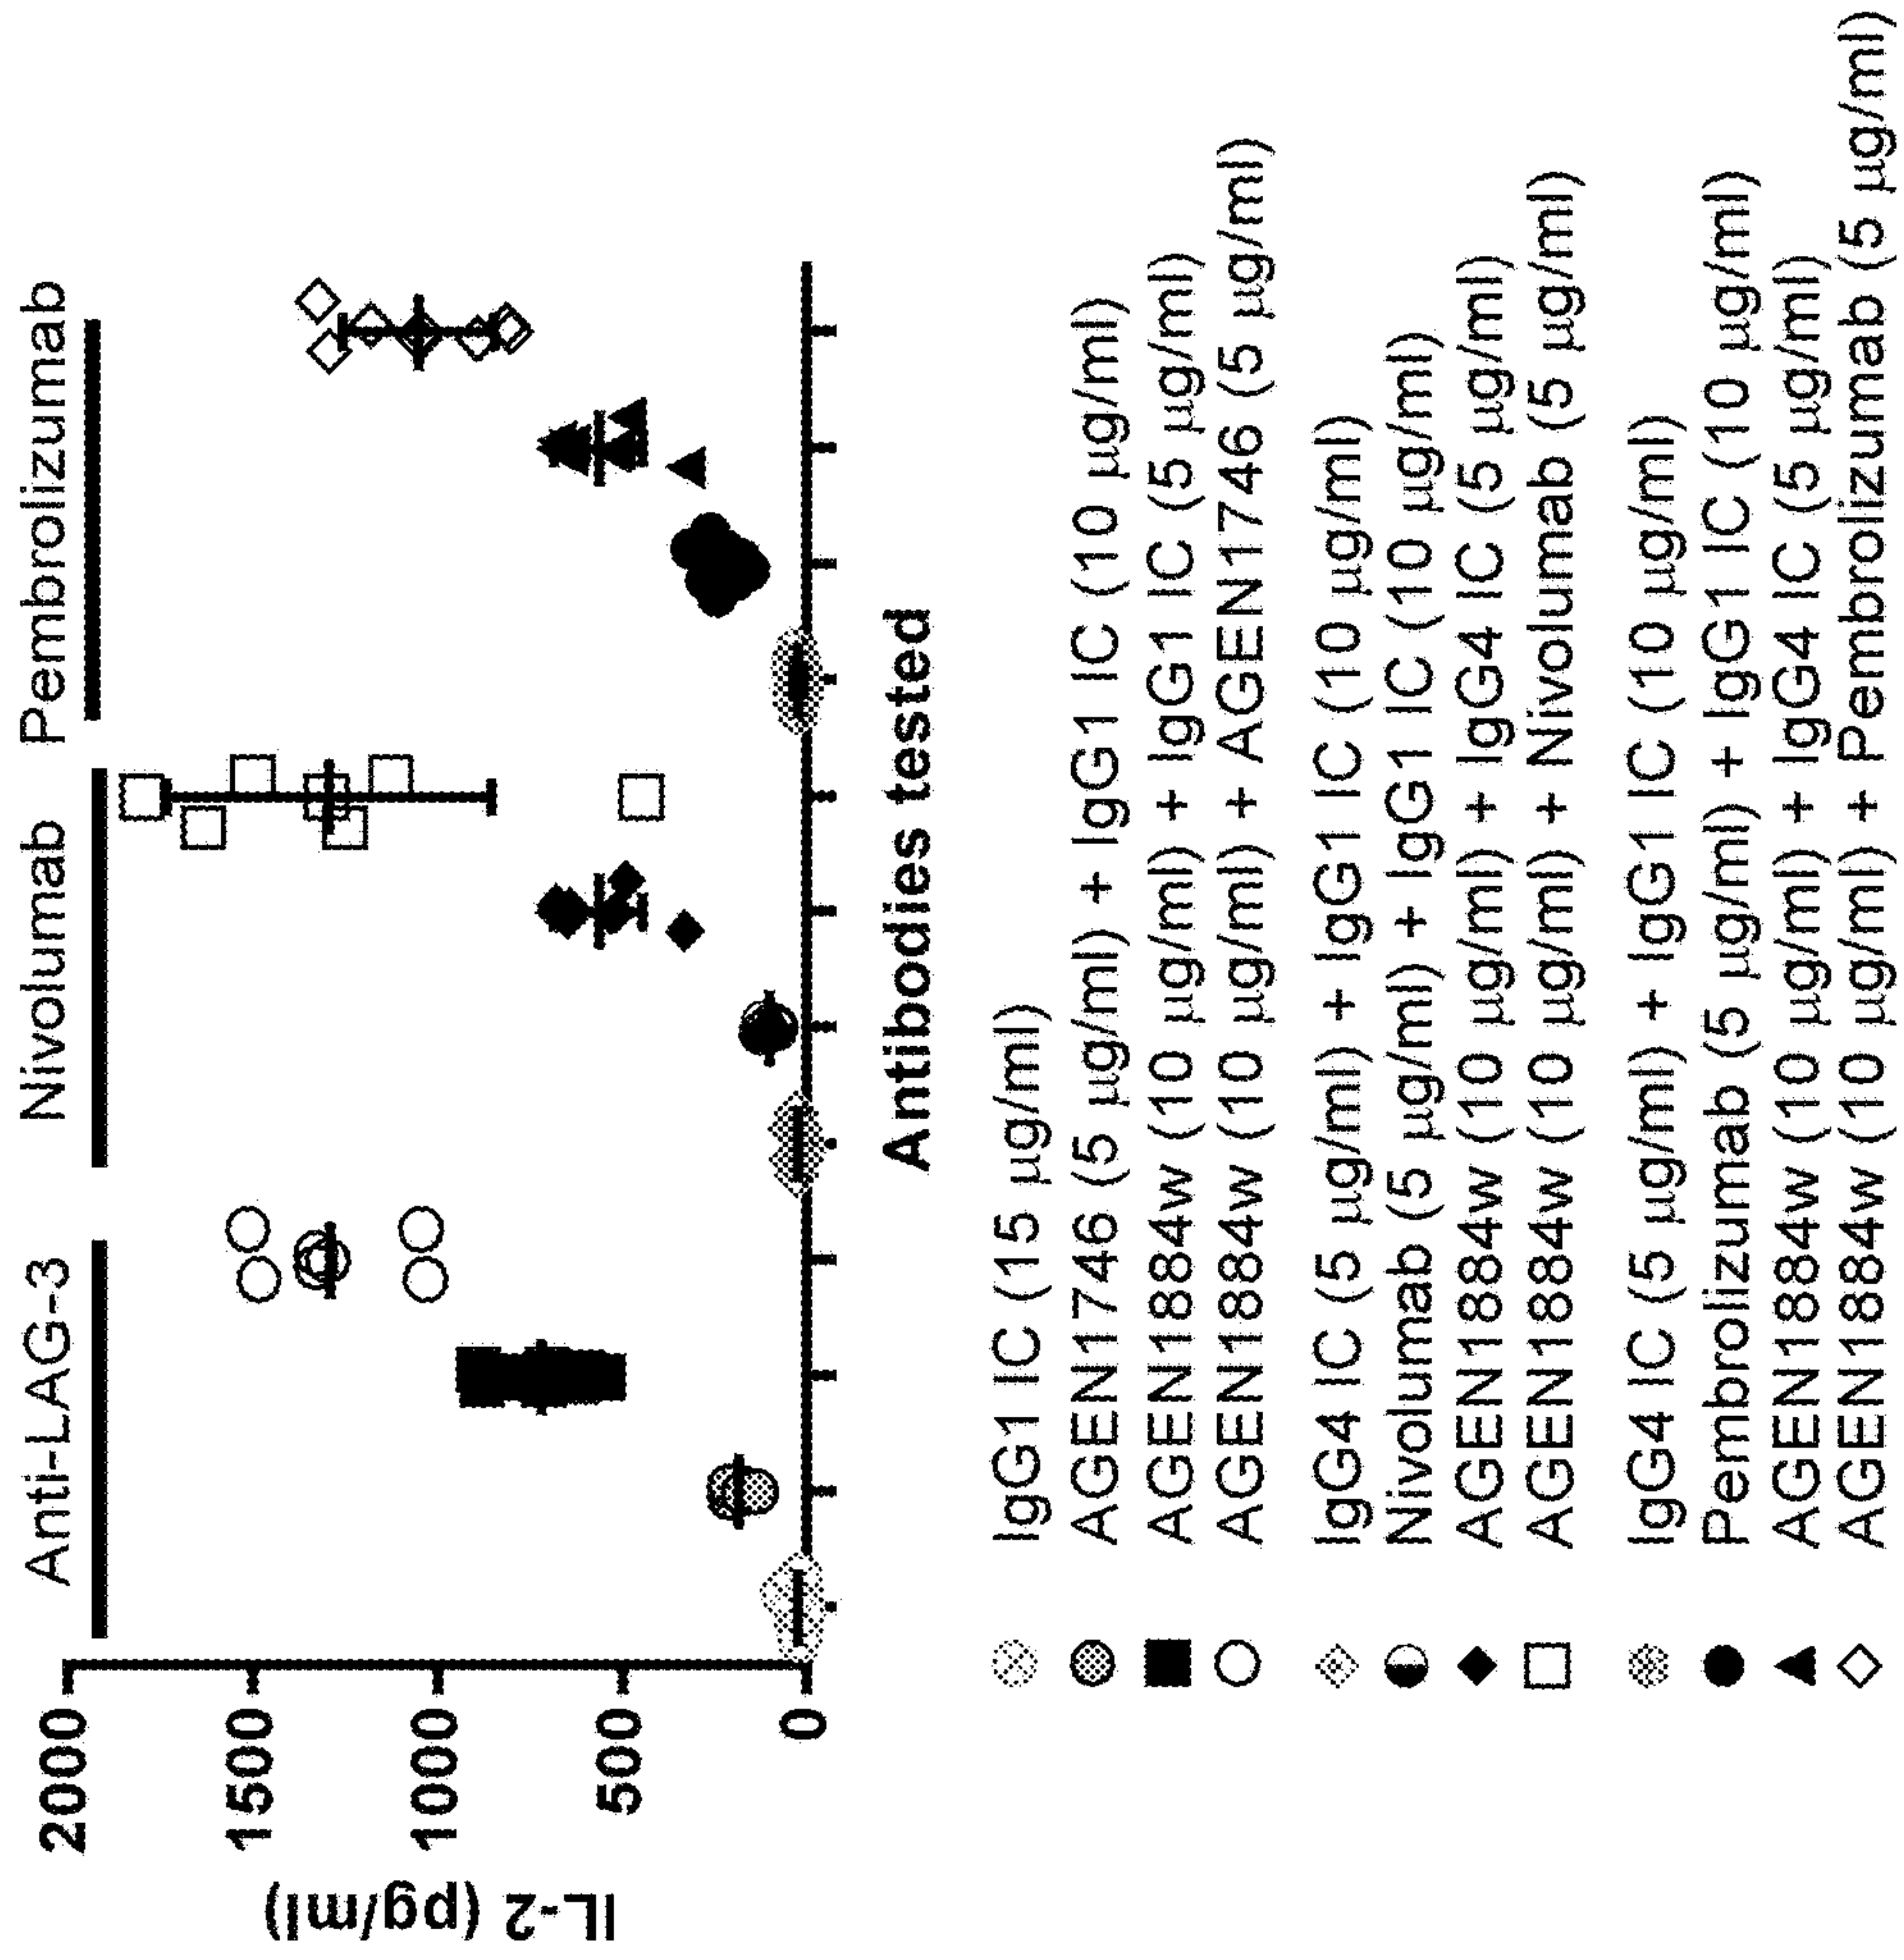 Anti-LAG-3
Nivolumab
Pembrolizumab
IL-2 (pg/ml)
2000
1500
1000
500
0
Antibodies tested
IgG1 IC (15 µg/ml)
AGEN1746 (5 µg/ml) + IgG1 IC (10 µg/ml)
AGEN1884w (10 µg/ml) + IgG1 IC (5 µg/ml)
AGEN1884w (10 µg/ml) + AGEN1746 (5 µg/ml)
IgG4 IC (5 µg/ml) + IgG1 IC (10 µg/ml)
Nivolumab (5 µg/ml) + IgG1 IC (10 µg/ml)
AGEN1884w (10 µg/ml) + IgG4 IC (5 µg/ml)
AGEN1884w (10 µg/ml) + Nivolumab (5 µg/ml)
IgG4 IC (5 µg/ml) + IgG1 IC (10 µg/ml)
Pembrolizumab (5 µg/ml) + IgG1 IC (10 µg/ml)
AGEN1884w (10 µg/ml) + IgG4 IC (5 µg/ml)
AGEN1884w (10 µg/ml) + Pembrolizumab (5 µg/ml)